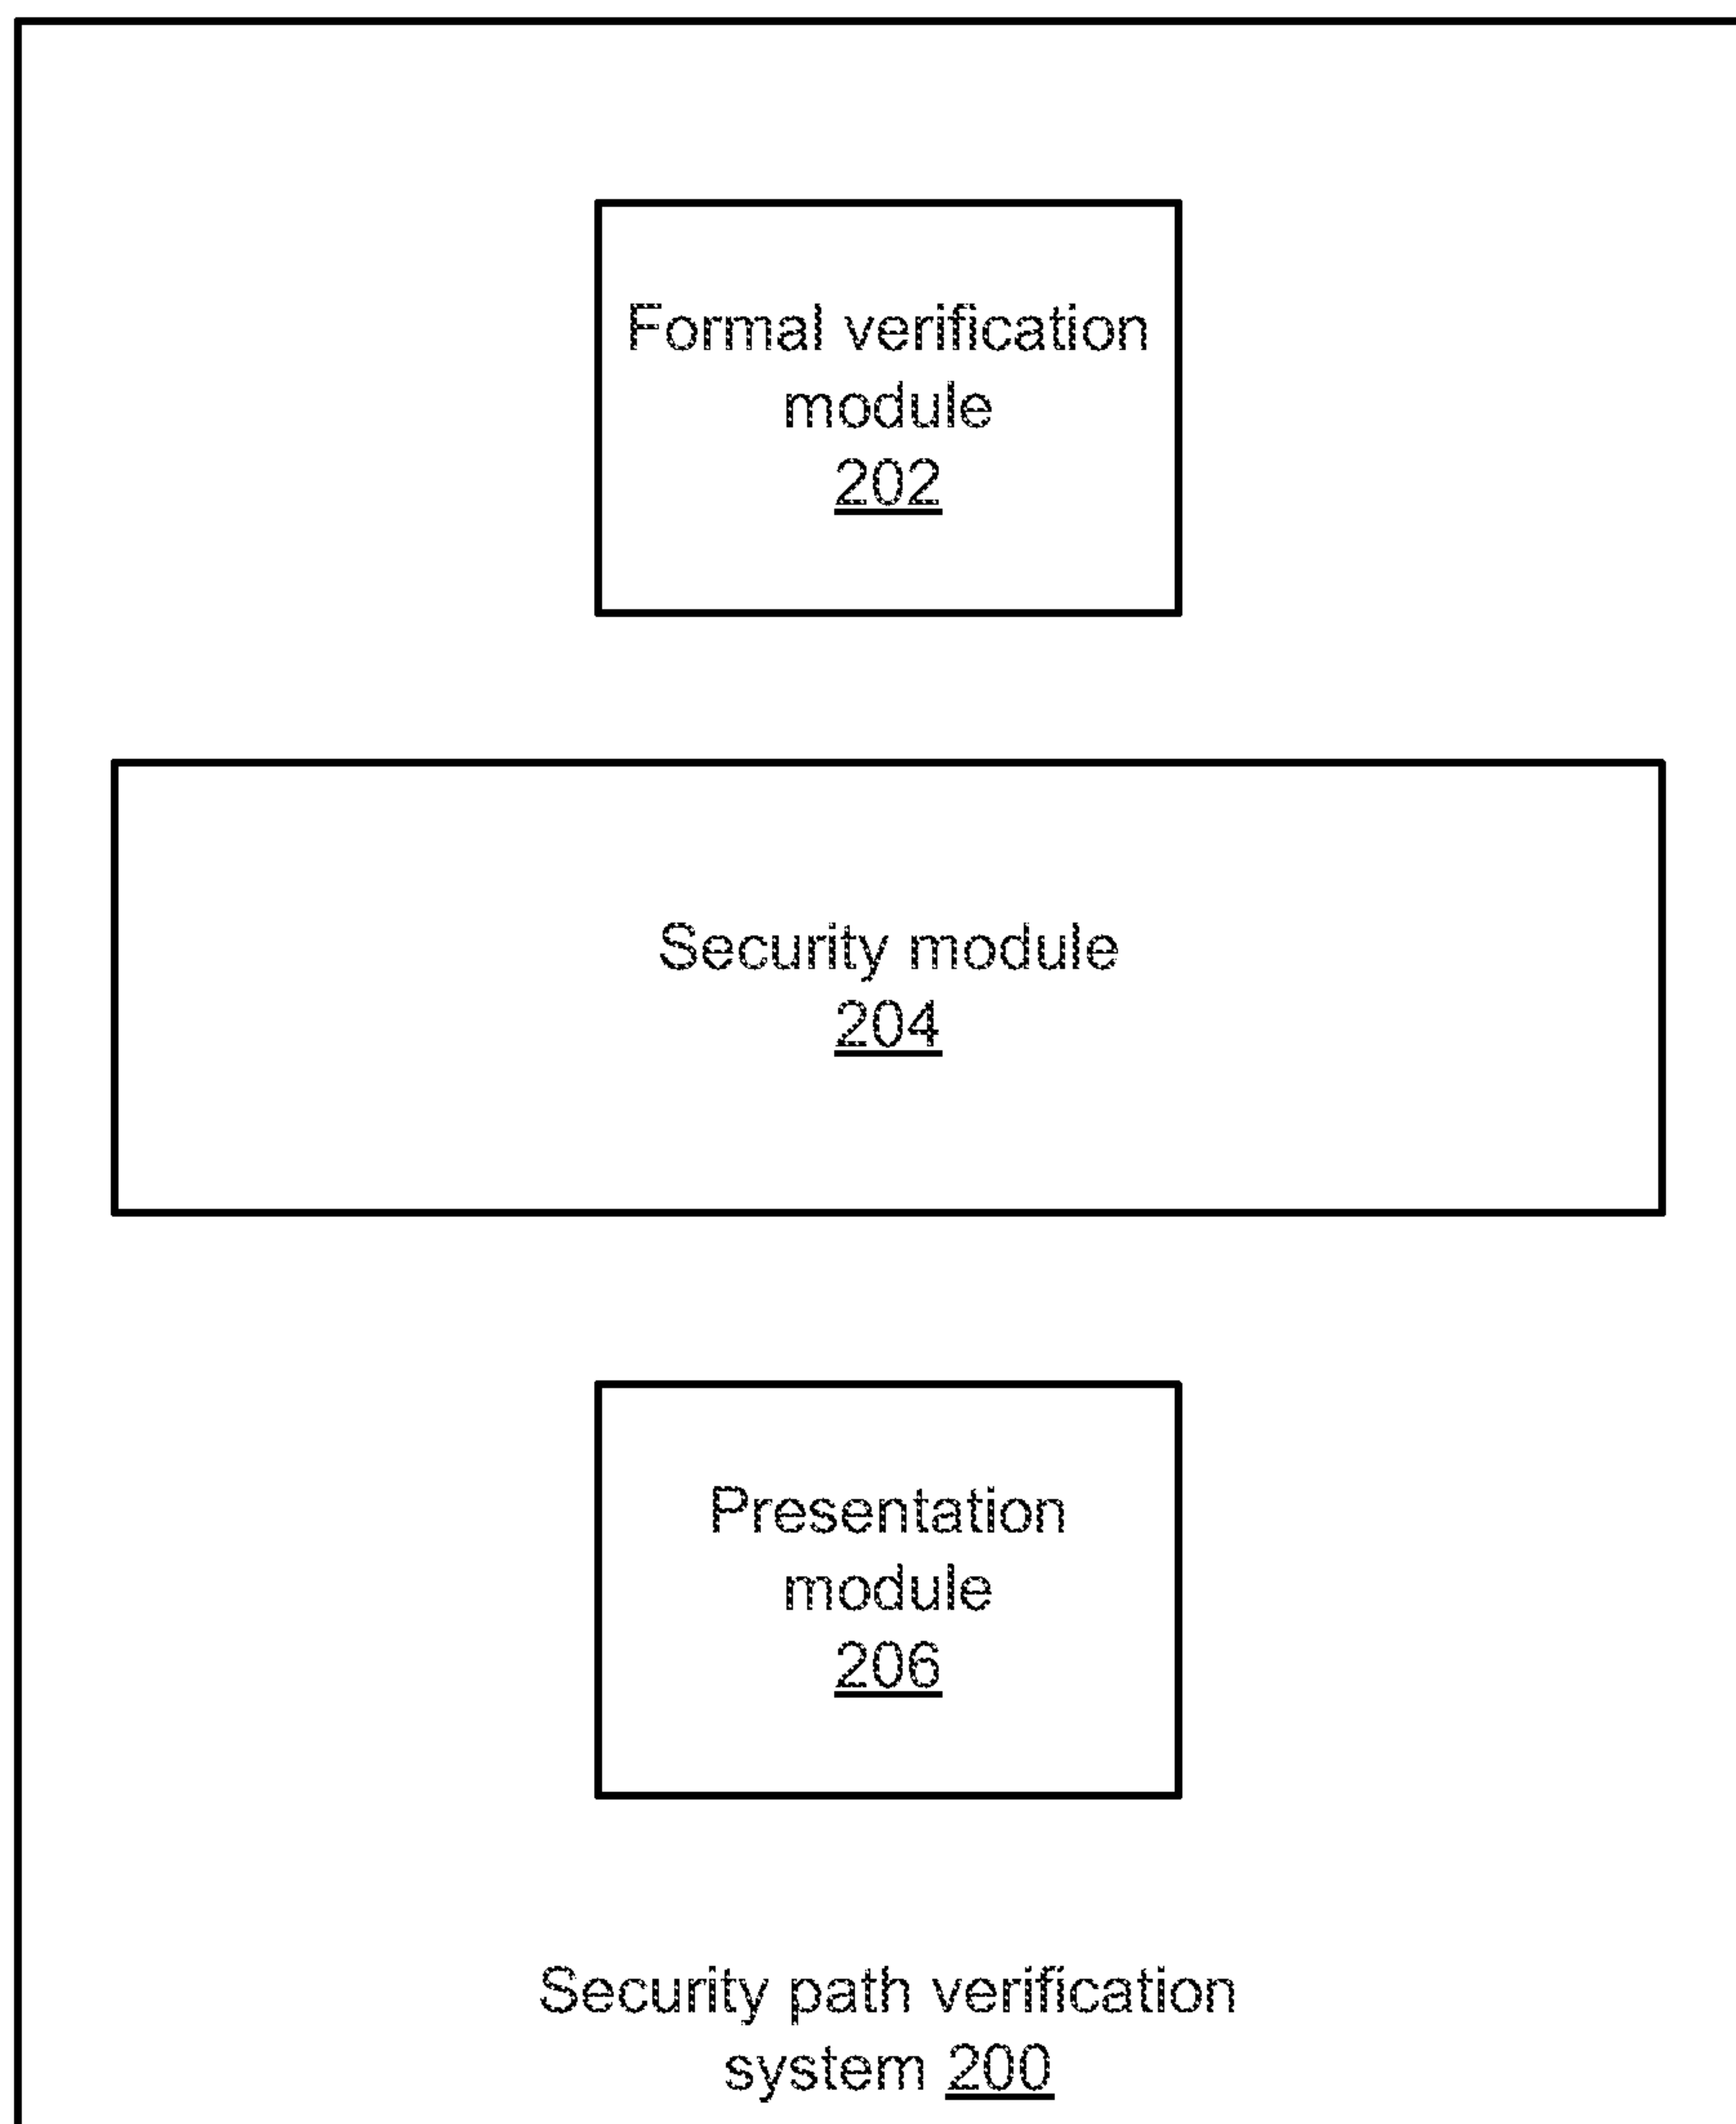 Formal verification
module
202
Security module
204
Presentation
module
206
Security path verification
system 200